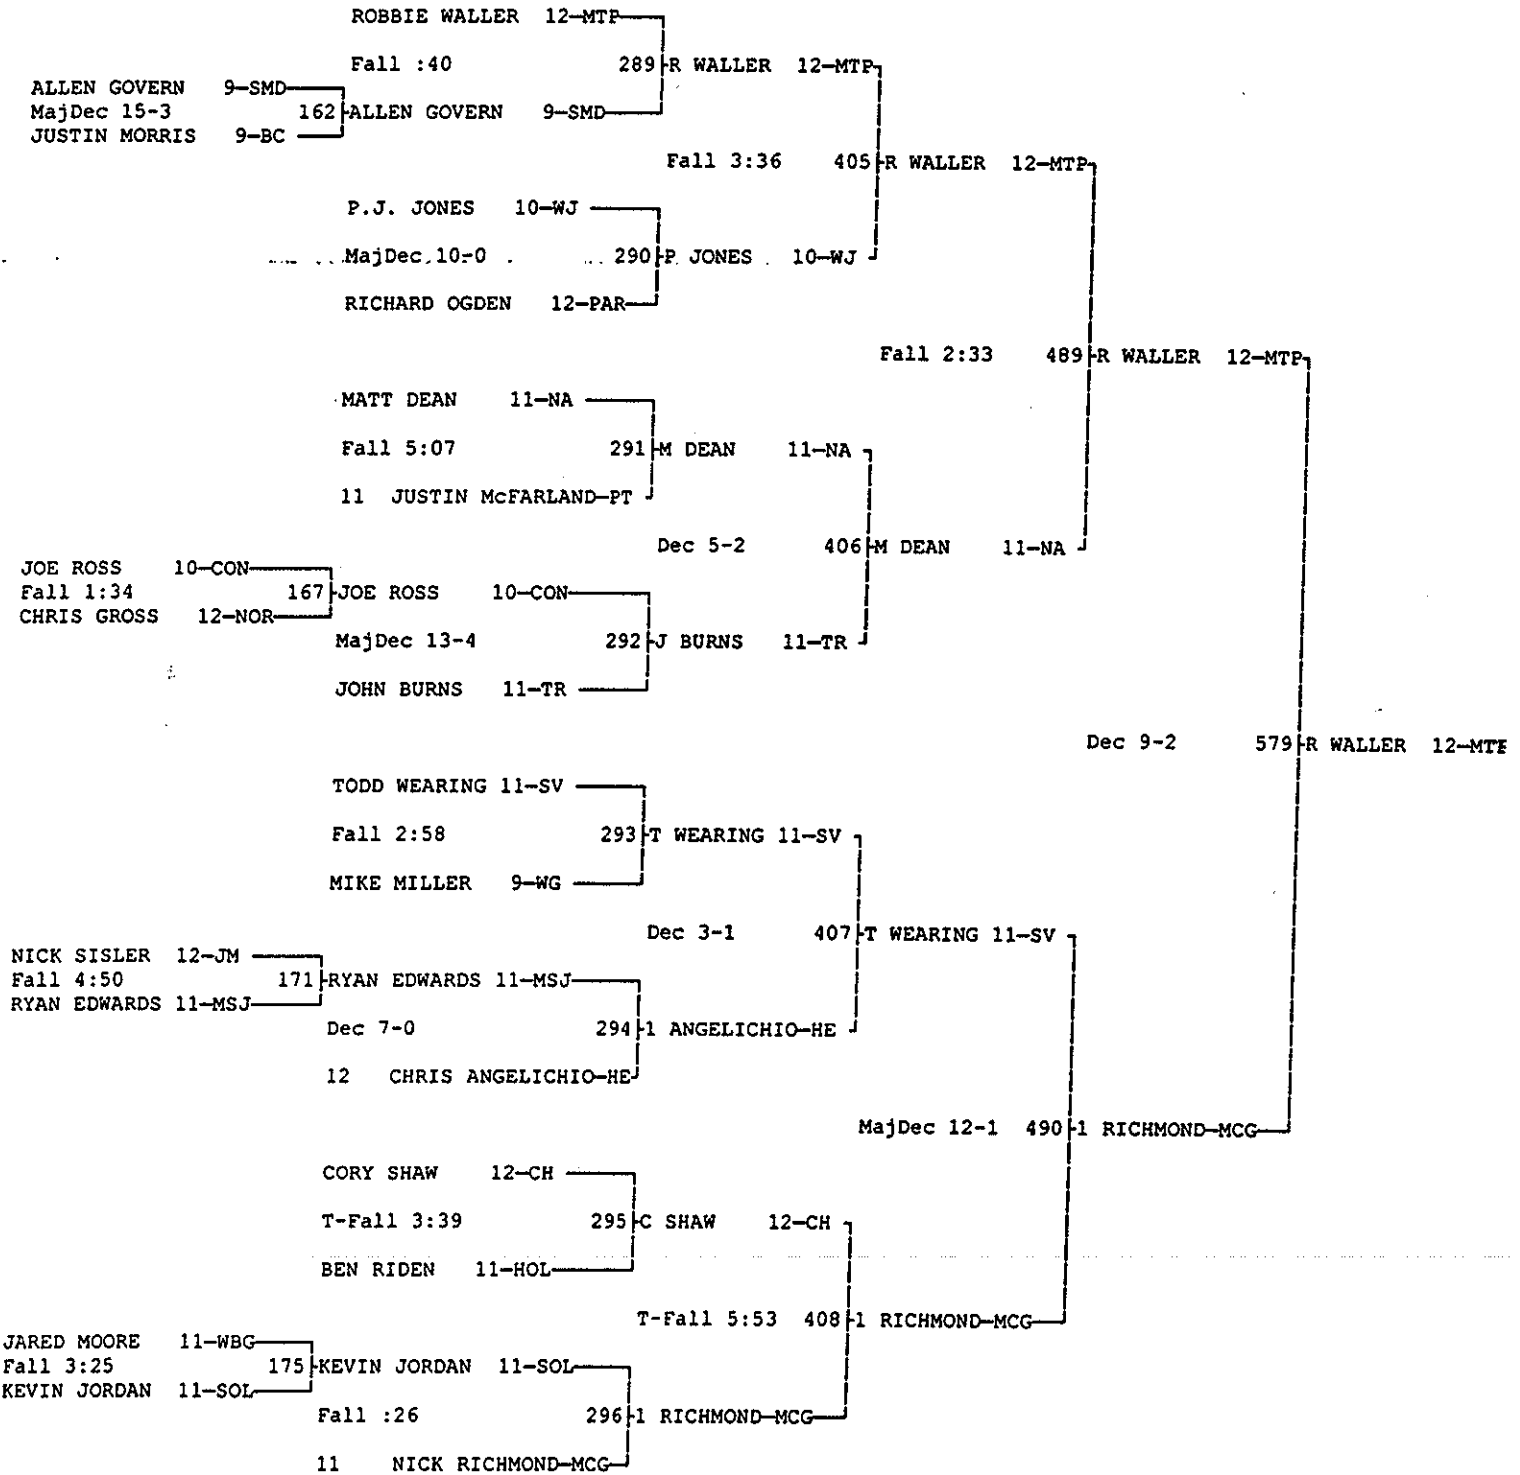 ROBBIE WALLER 12-MTP
Fall :40 289 R WALLER 12-MTP
ALLEN GOVERN 9-SMD
MajDec 15-3 162 ALLEN GOVERN 9-SMD
JUSTIN MORRIS 9-BC
Fall 3:36 405 R WALLER 12-MTP
P.J. JONES 10-WJ
MajDec 10-0 290 P JONES 10-WJ
RICHARD OGDEN 12-PAR
Fall 2:33 489 R WALLER 12-MTP
MATT DEAN 11-NA
Fall 5:07 291 M DEAN 11-NA
11 JUSTIN McFARLAND-PT
Dec 5-2 406 M DEAN 11-NA
JOE ROSS 10-CON
Fall 1:34 167 JOE ROSS 10-CON
CHRIS GROSS 12-NOR
MajDec 13-4 292 J BURNS 11-TR
JOHN BURNS 11-TR
Dec 9-2 579 R WALLER 12-MTP
TODD WEARING 11-SV
Fall 2:58 293 T WEARING 11-SV
MIKE MILLER 9-WG
Dec 3-1 407 T WEARING 11-SV
NICK SISLER 12-JM
Fall 4:50 171 RYAN EDWARDS 11-MSJ
RYAN EDWARDS 11-MSJ
Dec 7-0 294 1 ANGELICHIO-HE
12 CHRIS ANGELICHIO-HE
MajDec 12-1 490 1 RICHMOND-MCG
CORY SHAW 12-CH
T-Fall 3:39 295 C SHAW 12-CH
BEN RIDEN 11-HOL
T-Fall 5:53 408 1 RICHMOND-MCG
JARED MOORE 11-WBG
Fall 3:25 175 KEVIN JORDAN 11-SOL
KEVIN JORDAN 11-SOL
Fall :26 296 1 RICHMOND-MCG
11 NICK RICHMOND-MCG